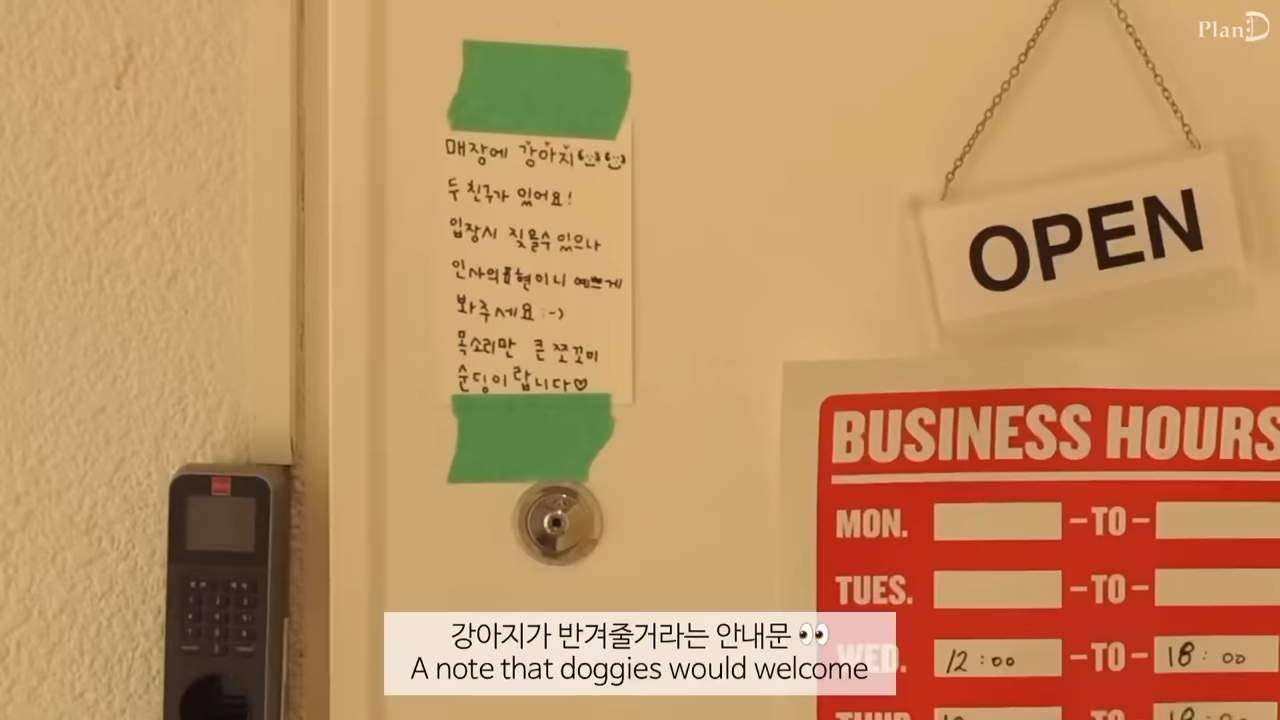 PlanD
매장에 강아지
두 친구가 있어요!
입장시 짖을수 있으나
인사의 표현이니 예쁘게
봐주세요 :-)
목소리만 큰 쪼꼬미
순딩이랍니다♡
OPEN
BUSINESS HOURS
MON. -TO-
TUES. -TO-
WED. 12:00 -TO- 18:00
강아지가 반겨줄거라는 안내문 👀
A note that doggies would welcome